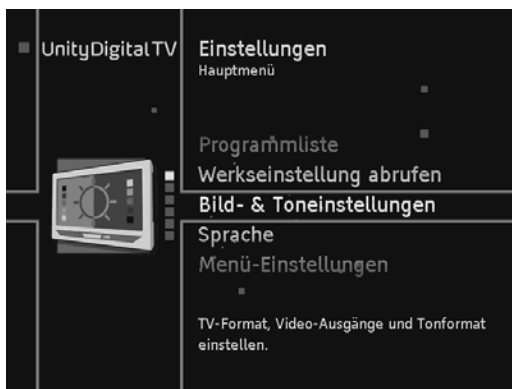 UnityDigitalTV
Einstellungen
Hauptmenü
Programmliste
Werkseinstellung abrufen
Bild- & Toneinstellungen
Sprache
Menü-Einstellungen
TV-Format, Video-Ausgänge und Tonformat
einstellen.